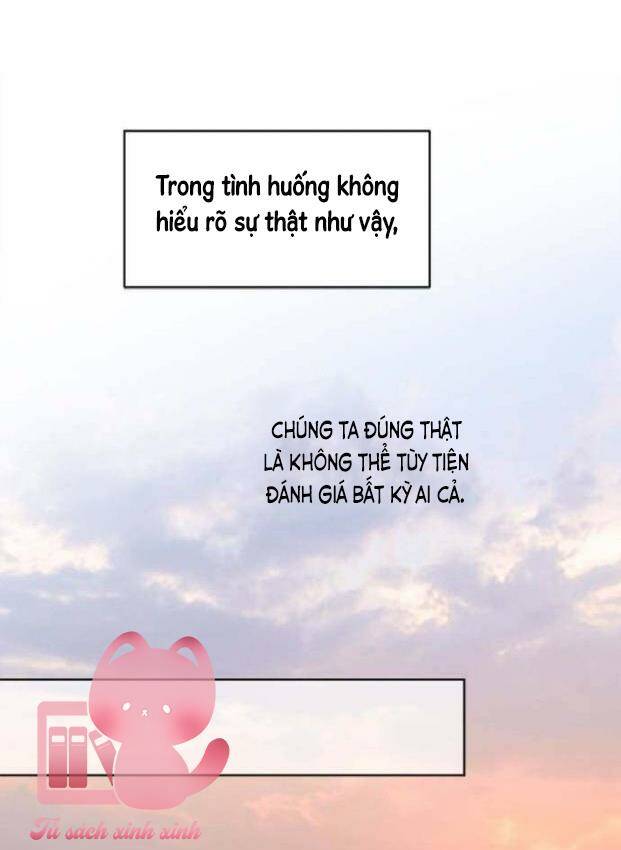 Trong tình huống không
hiểu rõ sự thật như vậy,
CHÚNG TA ĐÚNG THẬT
LÀ KHÔNG THỂ TÙY TIỆN
ĐÁNH GIÁ BẤT KỲ AI CẢ.
Tủ sách xinh xinh